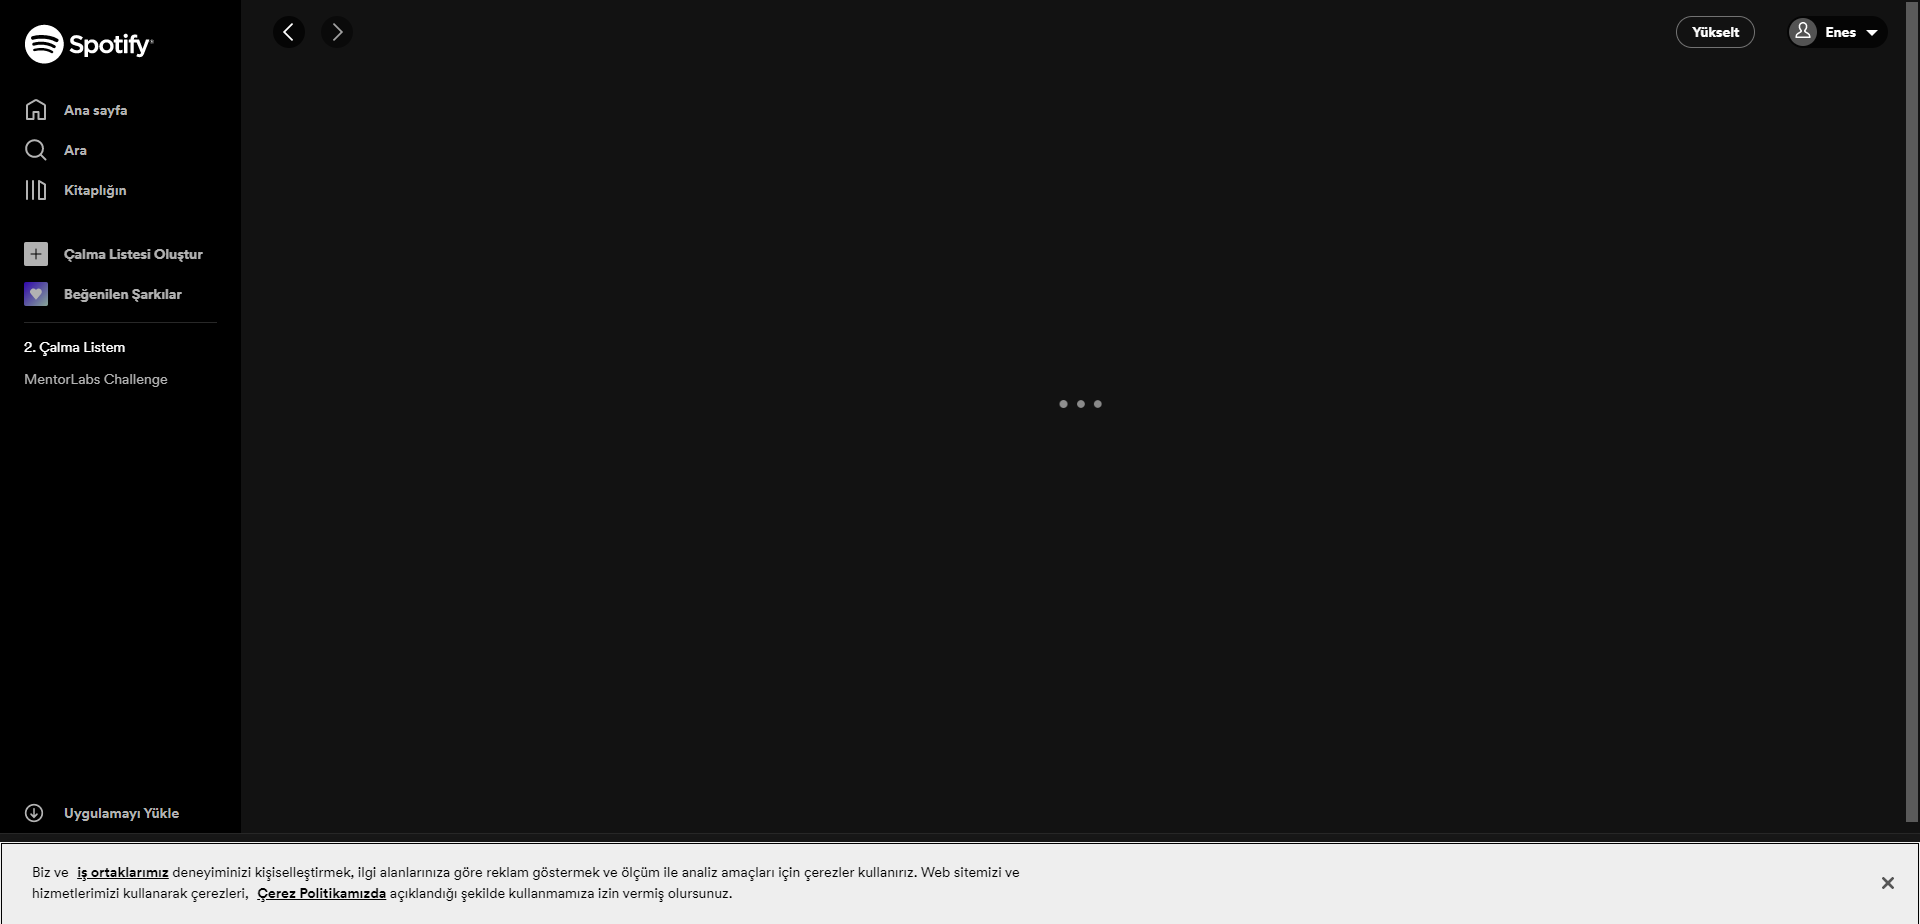 Spotify
Yükselt
Enes
Ana sayfa
Ara
Kitaplığın
Çalma Listesi Oluştur
Beğenilen Şarkılar
2. Çalma Listem
MentorLabs Challenge
Uygulamayı Yükle
Biz ve iş ortaklarımız deneyiminizi kişiselleştirmek, ilgi alanlarınıza göre reklam göstermek ve ölçüm ile analiz amaçları için çerezler kullanırız. Web sitemizi ve
hizmetlerimizi kullanarak çerezleri, Çerez Politikamızda açıklandığı şekilde kullanmamıza izin vermiş olursunuz.